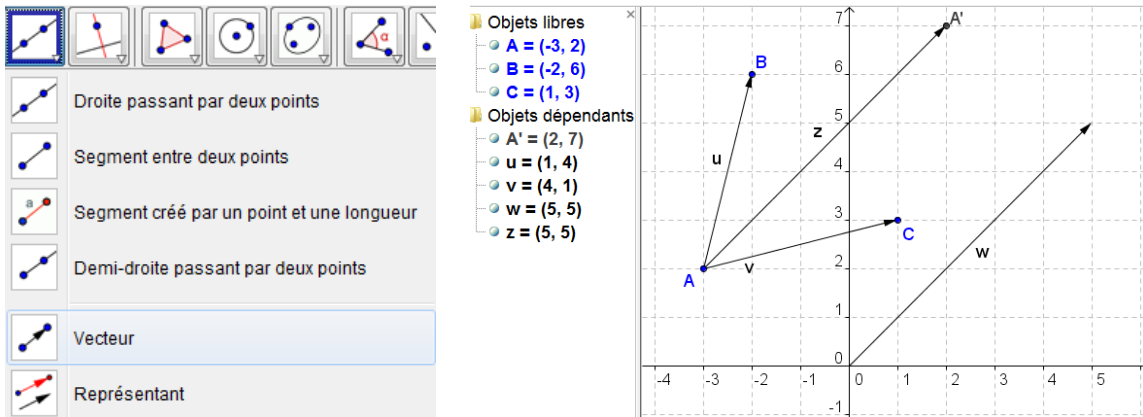 a
α
Droite passant par deux points
Segment entre deux points
a
Segment créé par un point et une longueur
Demi-droite passant par deux points
Vecteur
Représentant
Objets libres
A = (-3, 2)
B = (-2, 6)
C = (1, 3)
Objets dépendants
A' = (2, 7)
u = (1, 4)
v = (4, 1)
w = (5, 5)
z = (5, 5)
7
A'
B
6
5
z
4
u
3
C
w
2
A
v
1
0
-4 -3 -2 -1 0 1 2 3 4 5 6
-1